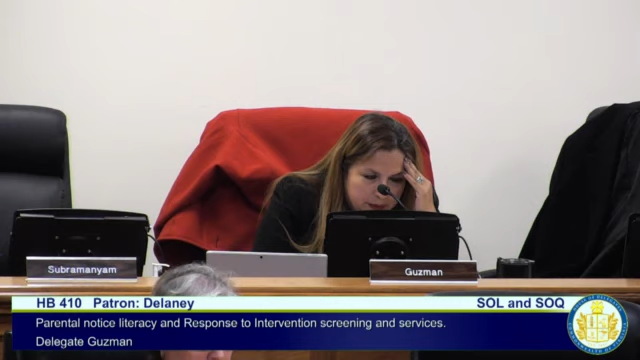 Subramanyam
Guzman
HB 410 Patron: Delaney SOL and SOQ
Parental notice literacy and Response to Intervention screening and services.
Delegate Guzman